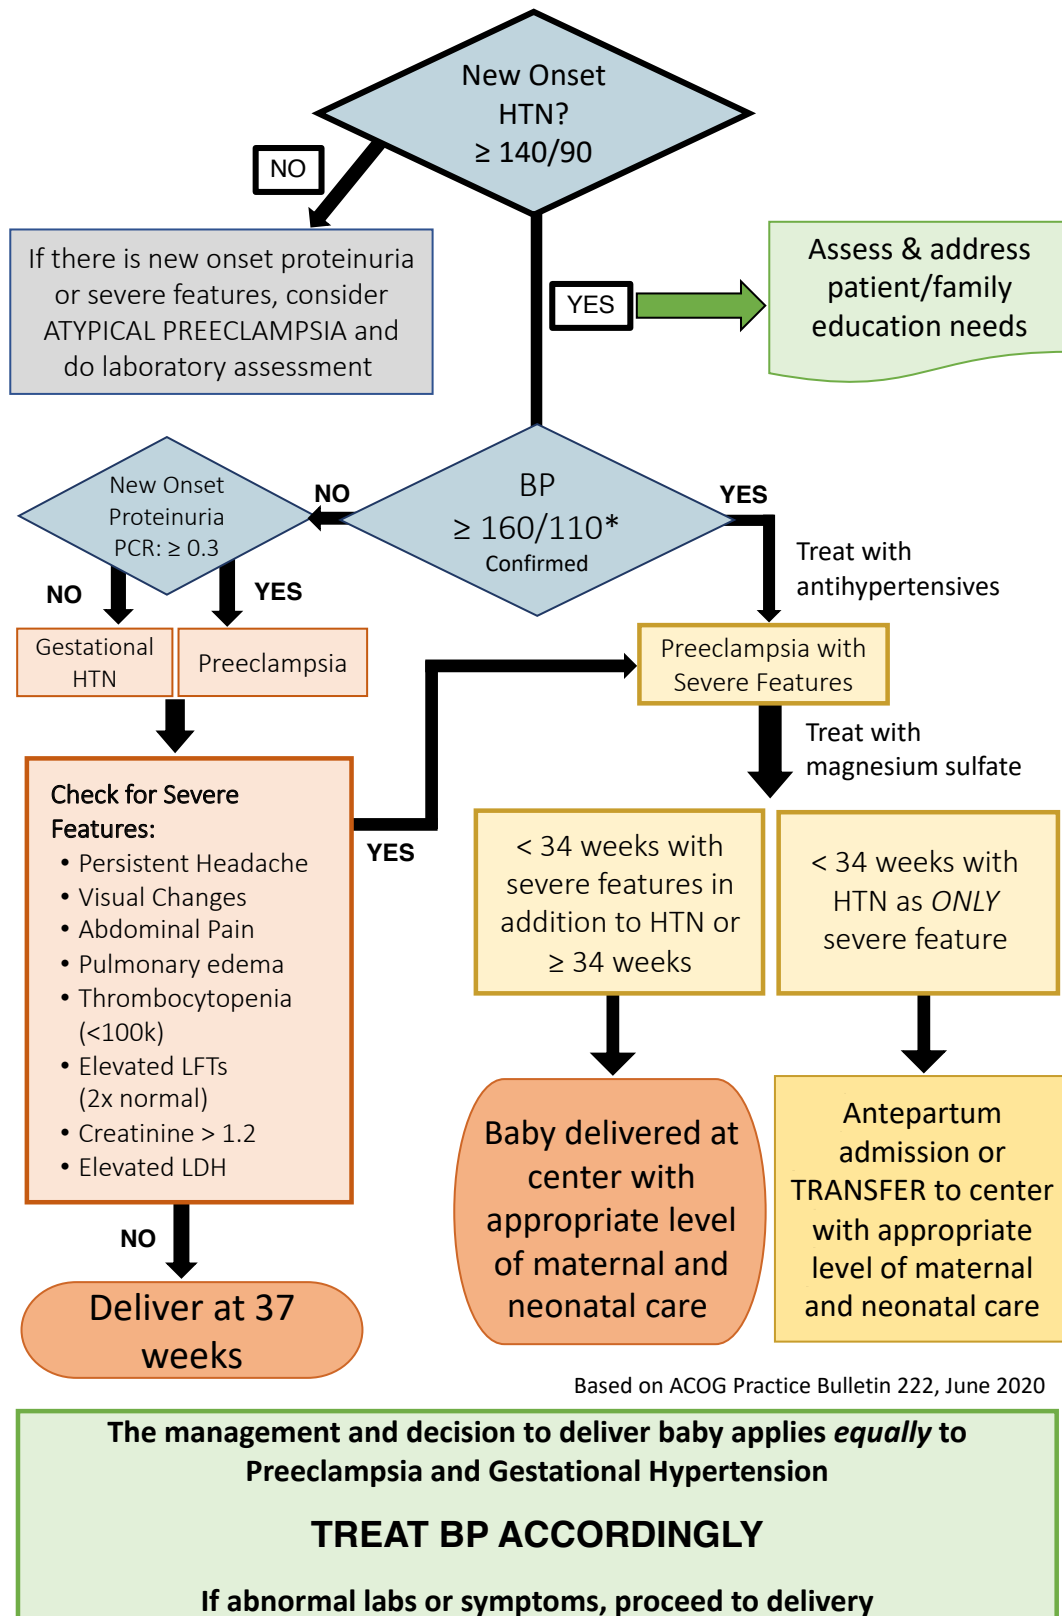 New Onset
HTN?
≥ 140/90
NO
If there is new onset proteinuria
or severe features, consider
ATYPICAL PREECLAMPSIA and
do laboratory assessment
YES
Assess & address
patient/family
education needs
New Onset
Proteinuria
PCR: ≥ 0.3
NO
BP
≥ 160/110*
Confirmed
YES
Treat with
antihypertensives
NO
YES
Gestational
HTN
Preeclampsia
Preeclampsia with
Severe Features
Treat with
magnesium sulfate
Check for Severe
Features:
• Persistent Headache
• Visual Changes
• Abdominal Pain
• Pulmonary edema
• Thrombocytopenia
(<100k)
• Elevated LFTs
(2x normal)
• Creatinine > 1.2
• Elevated LDH
YES
< 34 weeks with
severe features in
addition to HTN or
≥ 34 weeks
< 34 weeks with
HTN as ONLY
severe feature
NO
Deliver at 37
weeks
Baby delivered at
center with
appropriate level
of maternal and
neonatal care
Antepartum
admission or
TRANSFER to center
with appropriate
level of maternal
and neonatal care
Based on ACOG Practice Bulletin 222, June 2020
The management and decision to deliver baby applies equally to
Preeclampsia and Gestational Hypertension
TREAT BP ACCORDINGLY
If abnormal labs or symptoms, proceed to delivery